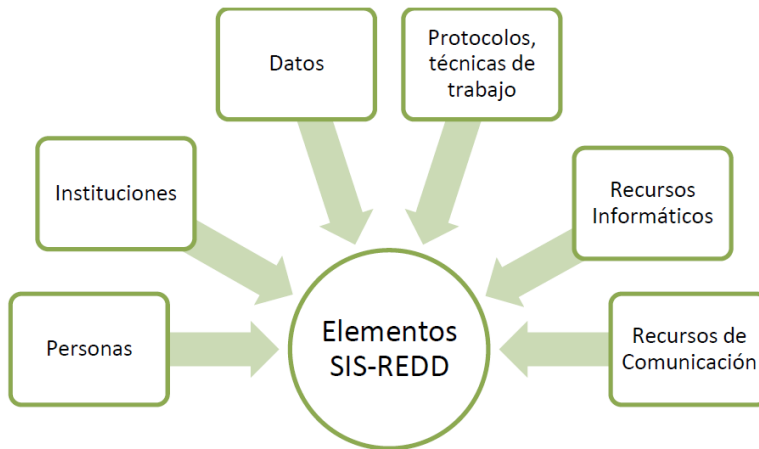 Datos
Protocolos,
técnicas de
trabajo
Instituciones
Recursos
Informáticos
Personas
Elementos
SIS-REDD
Recursos de
Comunicación